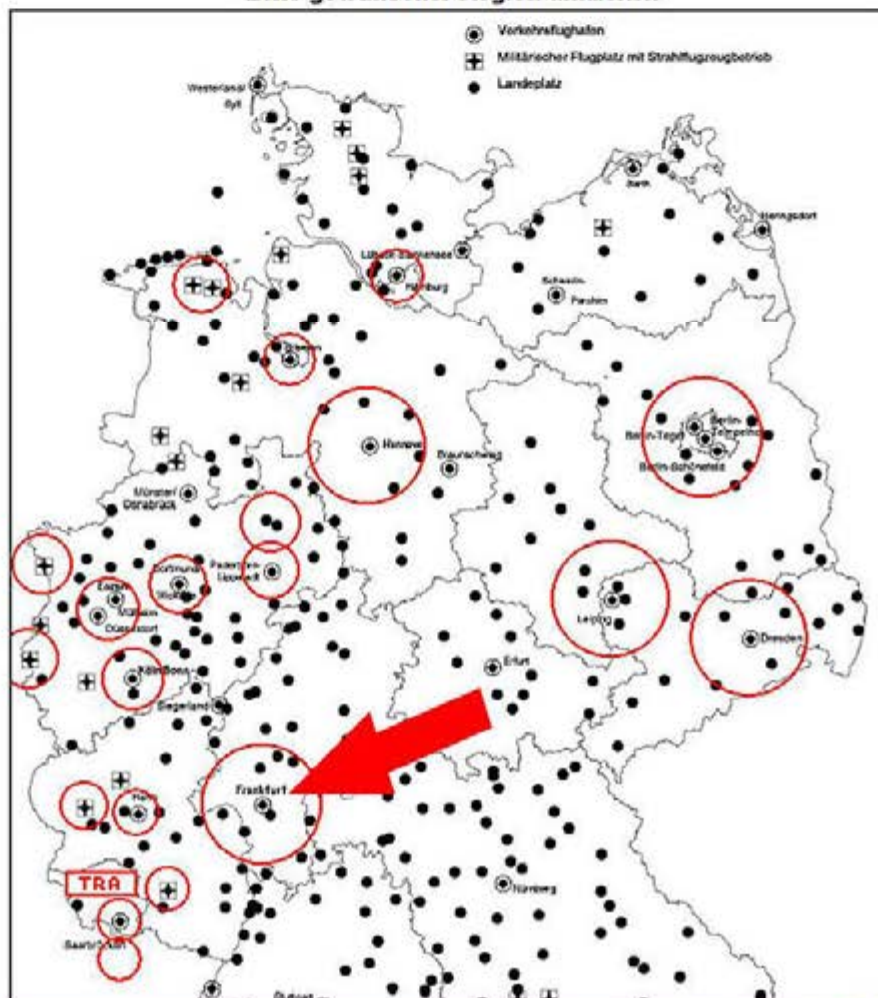 Verkehrsflughafen
Militärischer Flugplatz mit Strahlflugzeugbetrieb
Landeplatz
Westerland/
Sylt
Barth
Heringsdorf
Hamburg
Schwerin-
Parchim
Bremen
Berlin-
Tempelhof
Berlin-Tegel
Hannover
Braunschweig
Berlin-Schönefeld
Münster/
Osnabrück
Dortmund
Paderborn-
Lippstadt
Essen
Mülheim
Düsseldorf
Leipzig
Dresden
Erfurt
Köln/Bonn
Siegerland
Frankfurt
TRA
Nürnberg
Saarbrücken